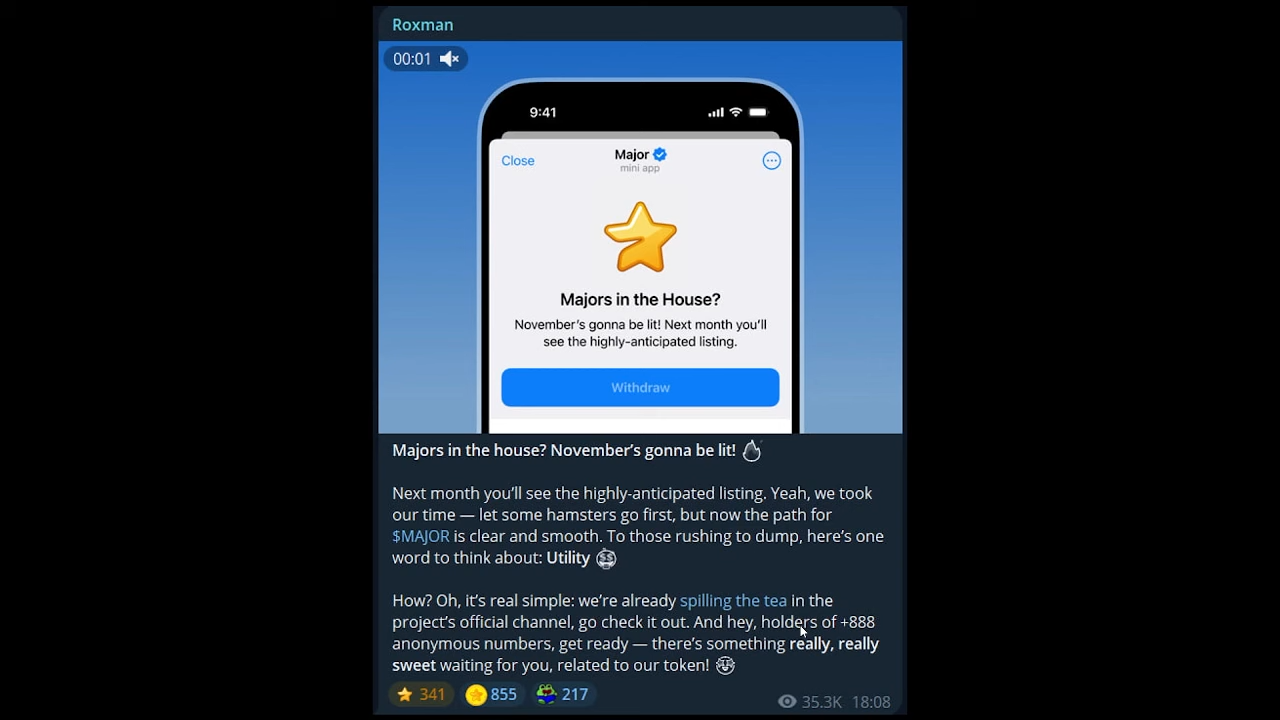 Roxman
00:01
9:41
Close
Major
mini app
Majors in the House?
November's gonna be lit! Next month you'll
see the highly-anticipated listing.
Withdraw
Majors in the house? November's gonna be lit!
Next month you'll see the highly-anticipated listing. Yeah, we took
our time — let some hamsters go first, but now the path for
$MAJOR is clear and smooth. To those rushing to dump, here's one
word to think about: Utility
How? Oh, it's real simple: we're already spilling the tea in the
project's official channel, go check it out. And hey, holders of +888
anonymous numbers, get ready — there's something really, really
sweet waiting for you, related to our token!
341 855 217
35.3K 18:08